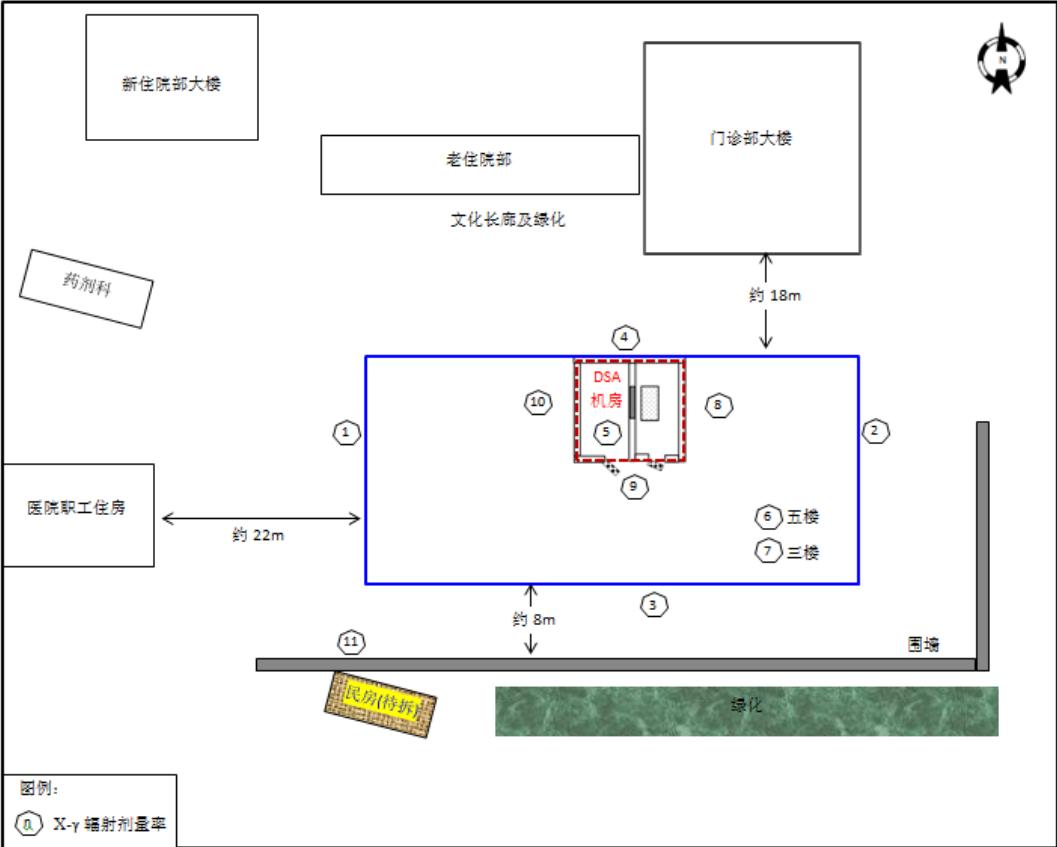 N
新住院部大楼
门诊部大楼
老住院部
文化长廊及绿化
药剂科
约 18m
4
DSA
机房
10
8
1
5
2
9
医院职工住房
6 五楼
约 22m
7 三楼
3
约 8m
11
围墙
民房(待拆)
绿化
图例:
n X-γ 辐射剂量率